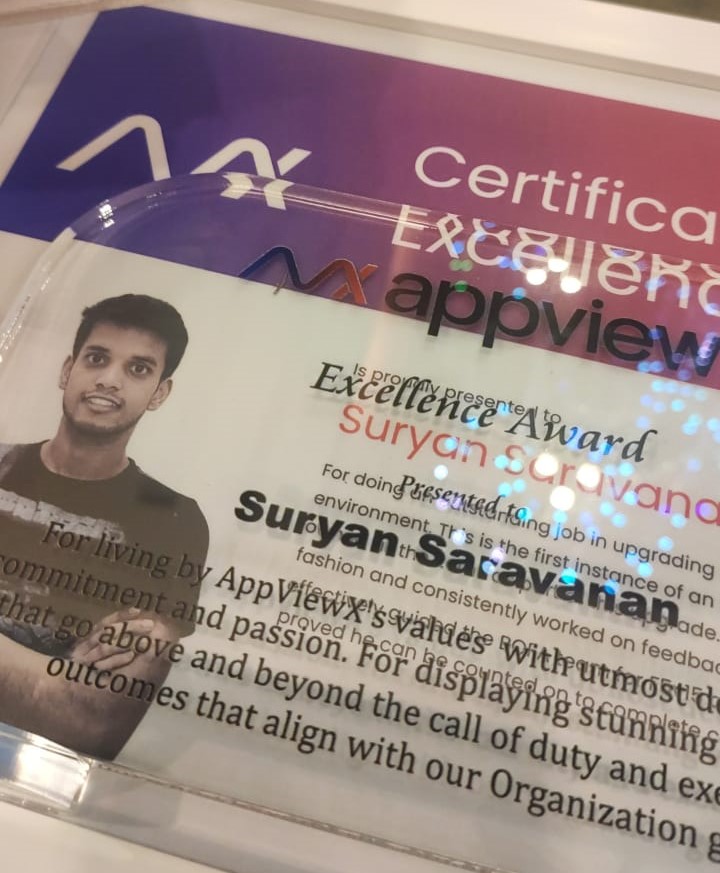 Certifica
Excellenc
appview
Is proudly presented to
Excellence Award
Suryan Saravana
For doing an outstanding job in upgrading
Presented to
environment. This is the first instance of an
Suryan Saravanan
fashion and consistently worked on feedba
For living by AppViewX's values with utmost de
effectively guided the
commitment and passion. For displaying stunning
proved he can be counted on to complete
that go above and beyond the call of duty and exe
outcomes that align with our Organization g